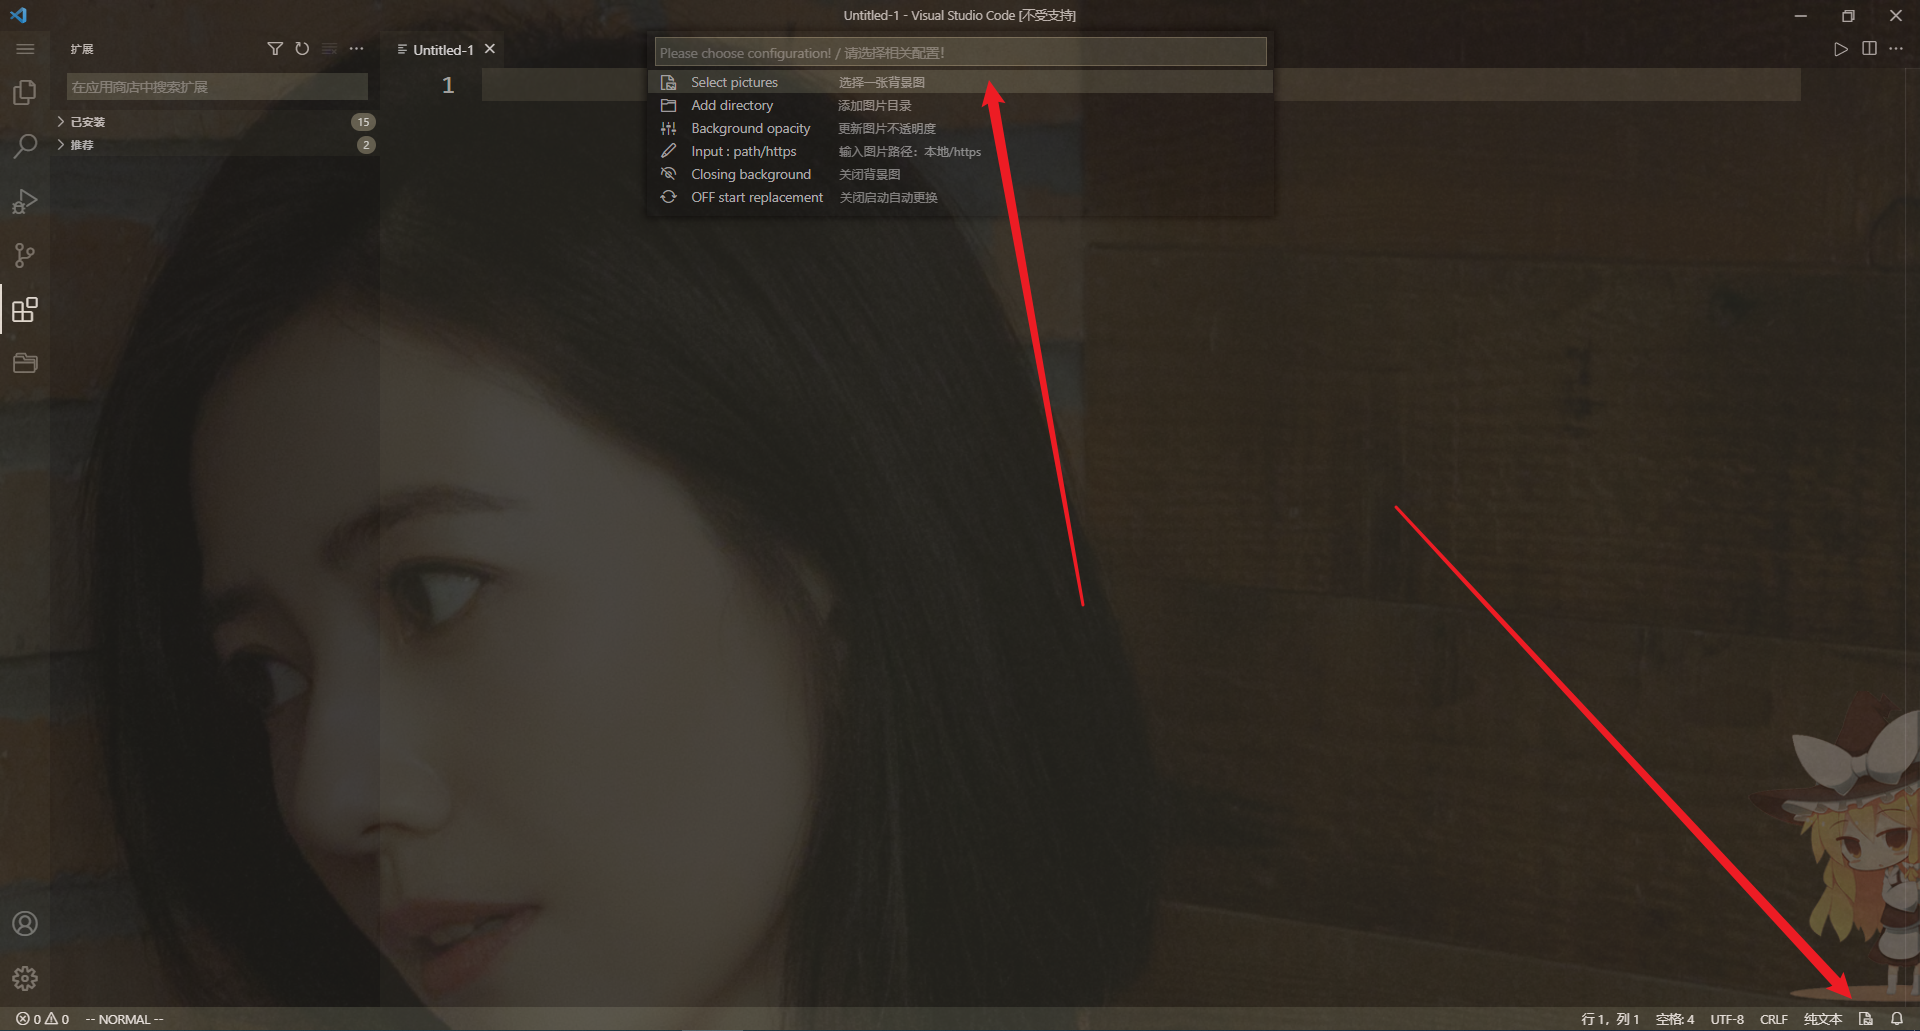 Untitled-1 - Visual Studio Code [不受支持]
扩展
Untitled-1
在应用商店中搜索扩展
已安装 15
推荐 2
1
Please choose configuration! / 请选择相关配置!
Select pictures 选择一张背景图
Add directory 添加图片目录
Background opacity 更新图片不透明度
Input : path/https 输入图片路径：本地/https
Closing background 关闭背景图
OFF start replacement 关闭启动自动更换
0 0 -- NORMAL --
行 1，列 1 空格: 4 UTF-8 CRLF 纯文本